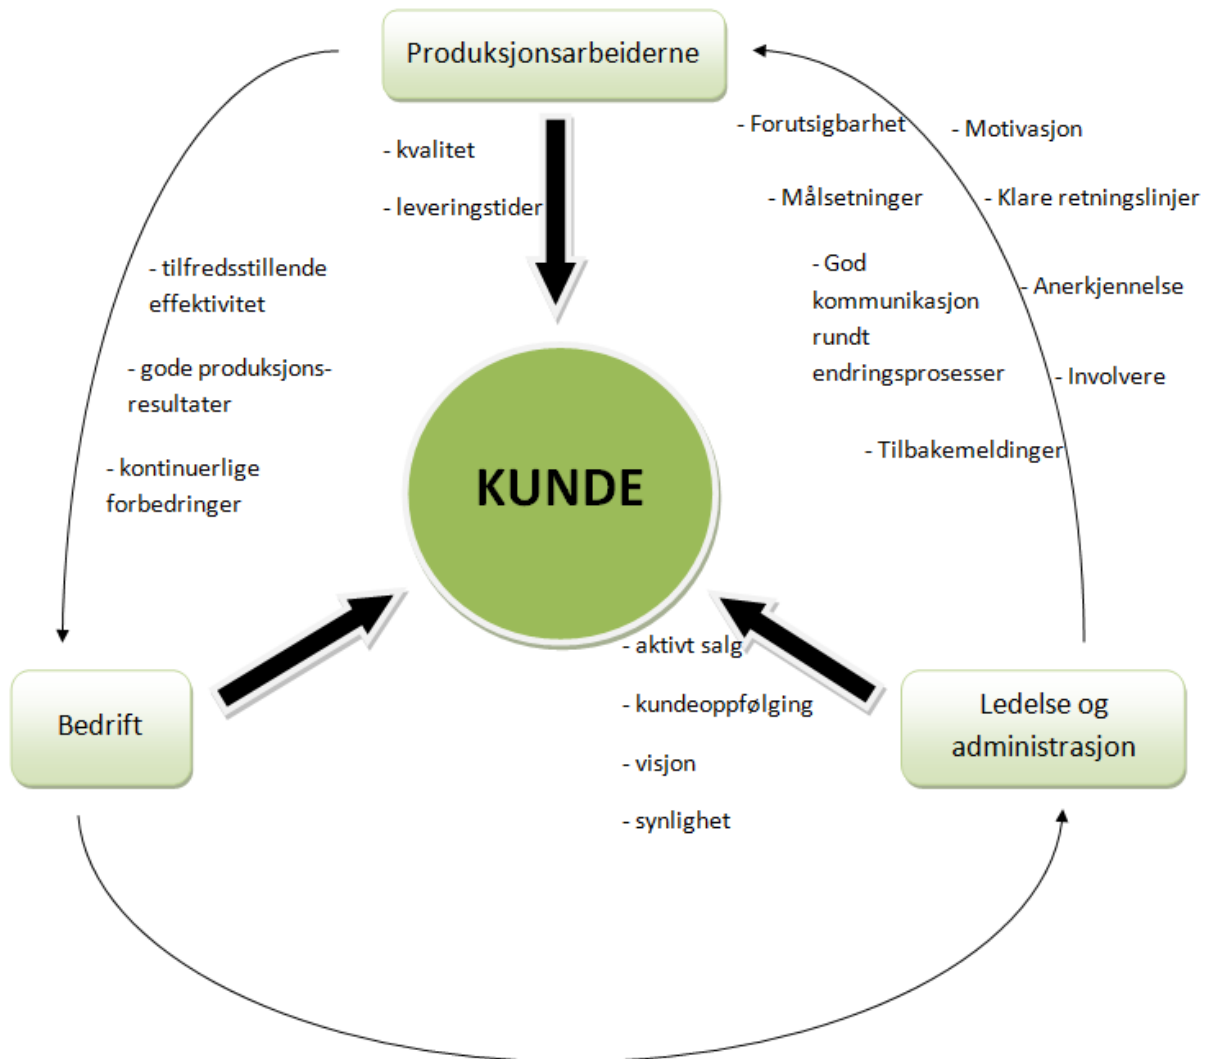 Produksjonsarbeiderne
- kvalitet
- leveringstider
- Forutsigbarhet
- Motivasjon
- Målsetninger
- Klare retningslinjer
- God
kommunikasjon
rundt
endringsprosesser
- Anerkjennelse
- Involvere
- Tilbakemeldinger
- tilfredsstillende
effektivitet
- gode produksjons-
resultater
- kontinuerlige
forbedringer
KUNDE
Bedrift
- aktivt salg
- kundeoppfølging
- visjon
- synlighet
Ledelse og
administrasjon